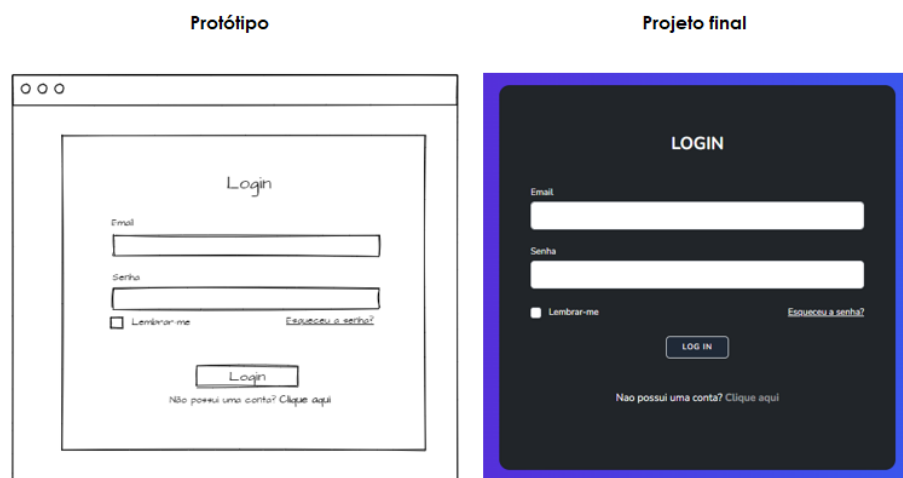 Protótipo
Projeto final
Login
Email
Senha
Lembrar-me
Esqueceu a senha?
Login
Não possui uma conta? Clique aqui
LOGIN
Email
Senha
Lembrar-me
Esqueceu a senha?
LOG IN
Nao possui uma conta? Clique aqui